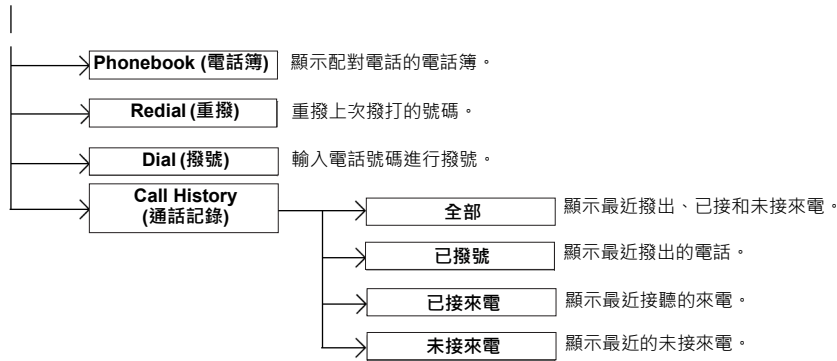 Phonebook (電話簿) 顯示配對電話的電話簿。
Redial (重撥) 重撥上次撥打的號碼。
Dial (撥號) 輸入電話號碼進行撥號。
Call History
(通話記錄)
全部 顯示最近撥出、已接和未接來電。
已撥號 顯示最近撥出的電話。
已接來電 顯示最近接聽的來電。
未接來電 顯示最近的未接來電。